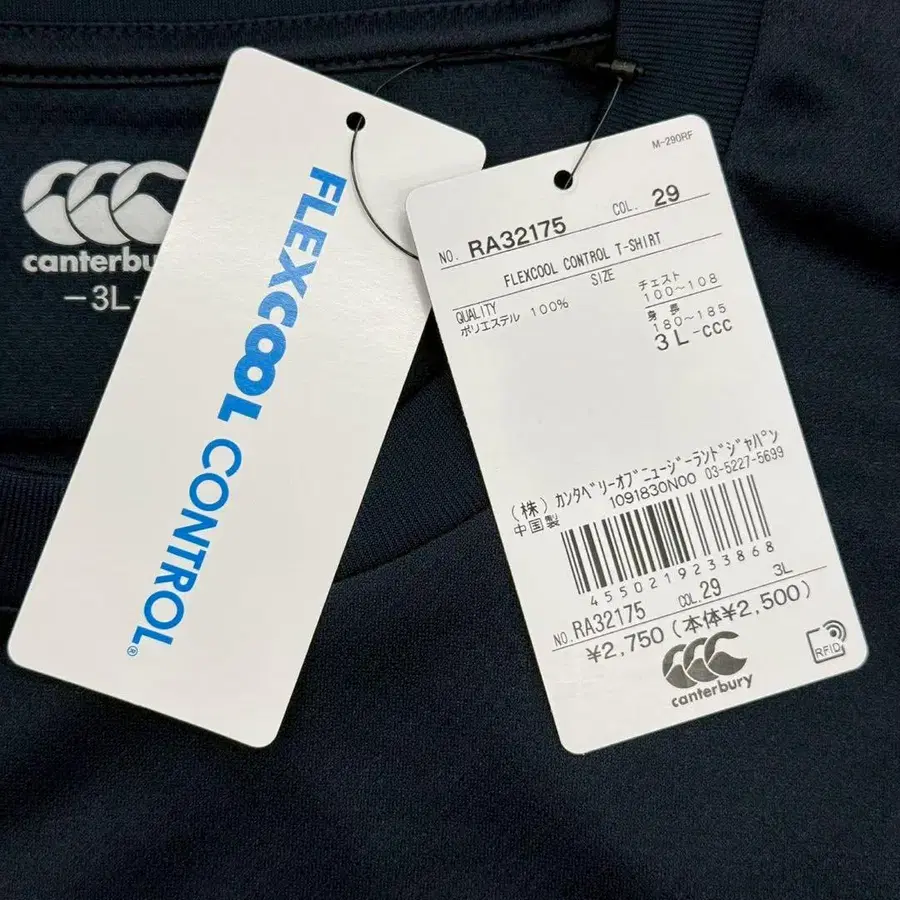 canterbury
-3L-
FLEXCOOL CONTROL®
M-290RF
NO. RA32175 COL. 29
FLEXCOOL CONTROL T-SHIRT
QUALITY SIZE
ポリエステル 100%
チェスト
100~108
身長
180~185
3L-CCC
(株)カンタベリーオブニュージーランドジャパン
中国製 1091830N00 03-5227-5699
4550219233868
NO. RA32175 COL. 29 3L
¥2,750(本体¥2,500)
canterbury
RFID